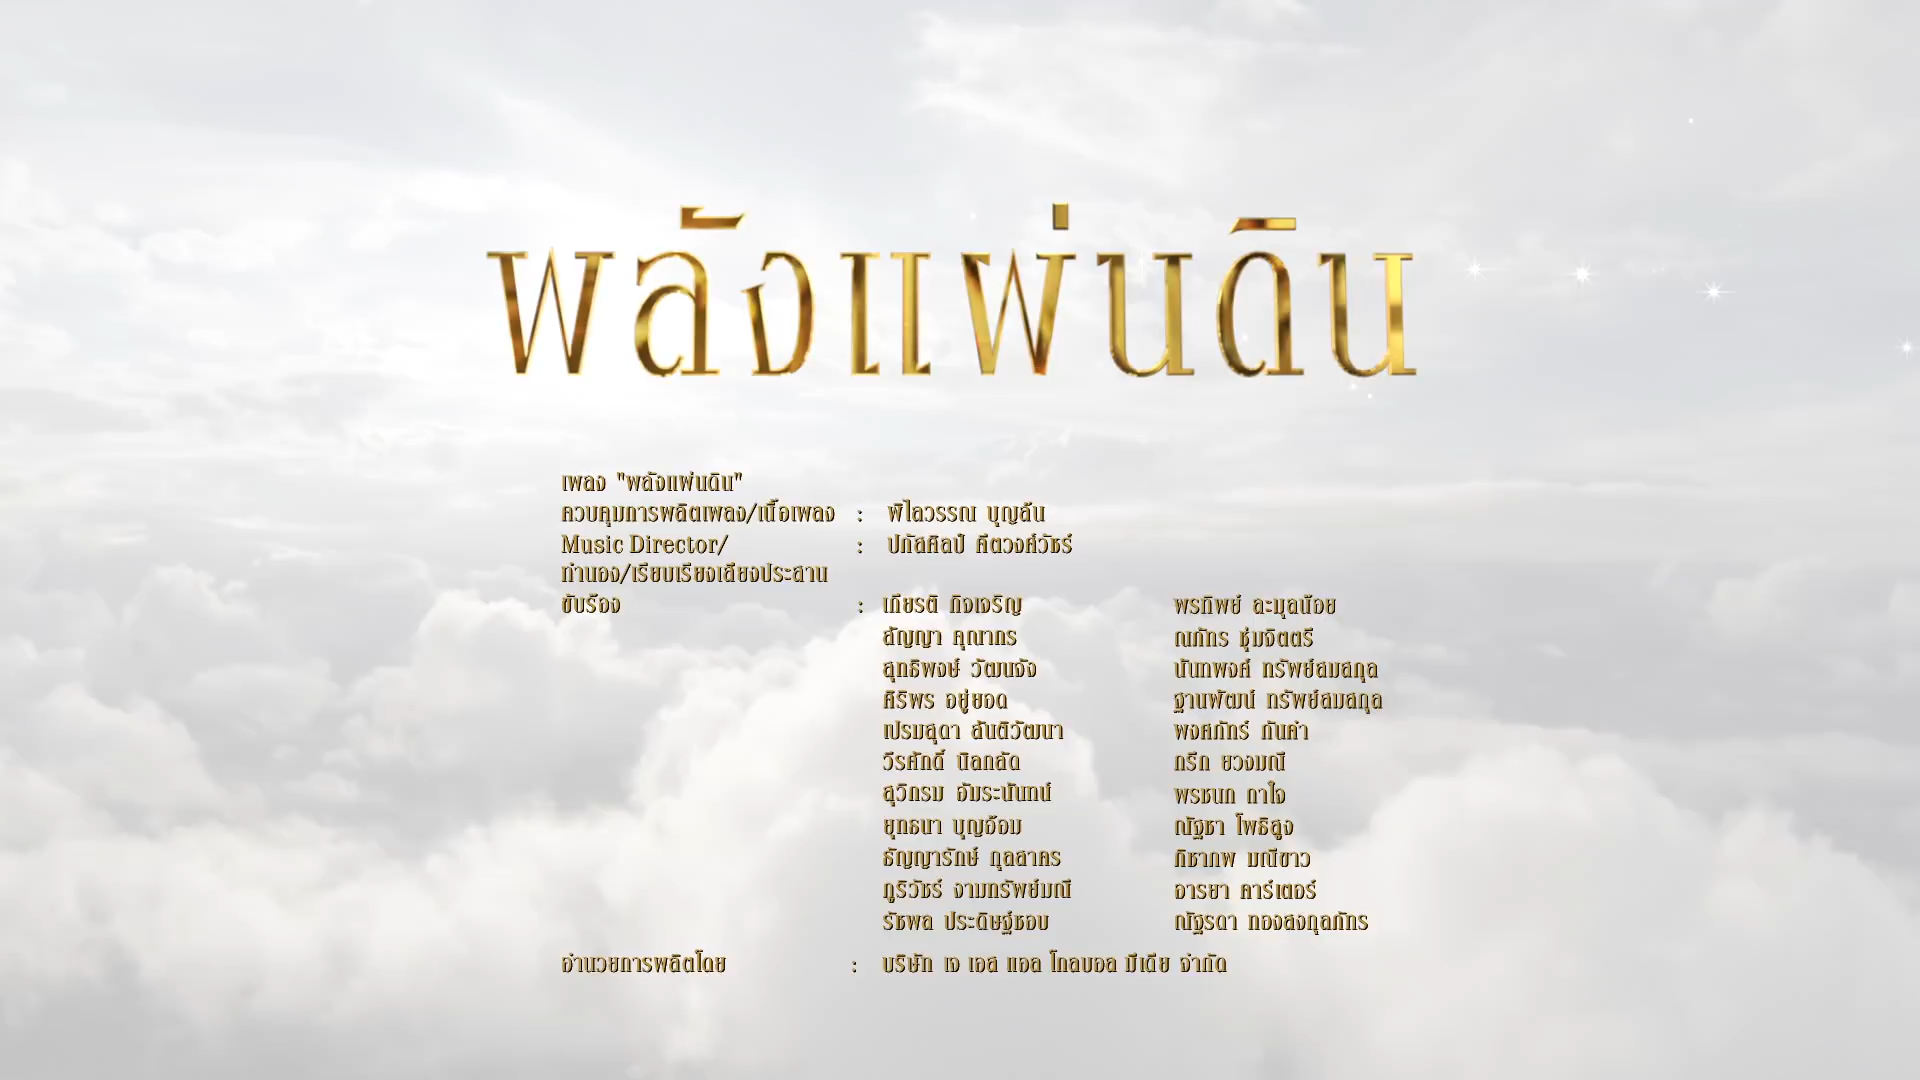 พลังแผ่นดิน
เพลง "พลังแผ่นดิน"
ควบคุมการผลิตเพลง/เนื้อเพลง : พิไลวรรณ บุญล้น
Music Director/ : ปภัสศิลป์ คีตวงศ์วัชร์
ทำนอง/เรียบเรียงเสียงประสาน
ขับร้อง : เกียรติ กิจเจริญ พรทิพย์ ละมุลน้อย
สัญญา คุณากร ณภัทร ชุ่มจิตตรี
สุทธิพงษ์ วัฒนจัง นันทพงศ์ ทรัพย์สมสกุล
ศิริพร อยู่ยอด ฐานพัฒน์ ทรัพย์สมสกุล
เปรมสุดา สันติวัฒนา พงศภัทร์ กันคำ
วีรศักดิ์ นิลกลัด กรีก ยวงมณี
สุวิกรม อัมระนันทน์ พรชนก กาใจ
ยุทธนา บุญอ้อม ณัฐชา โพธิสูง
ธัญญารักษ์ กุลสาคร ภิชาภพ มณีขาว
ภูริวัชร์ งามทรัพย์มณี อารยา คาร์เตอร์
รัชพล ประดิษฐ์ชอบ ณัฐรดา ทองสงกุลภัทร
อำนวยการผลิตโดย : บริษัท เจ เอส แอล โกลบอล มีเดีย จำกัด